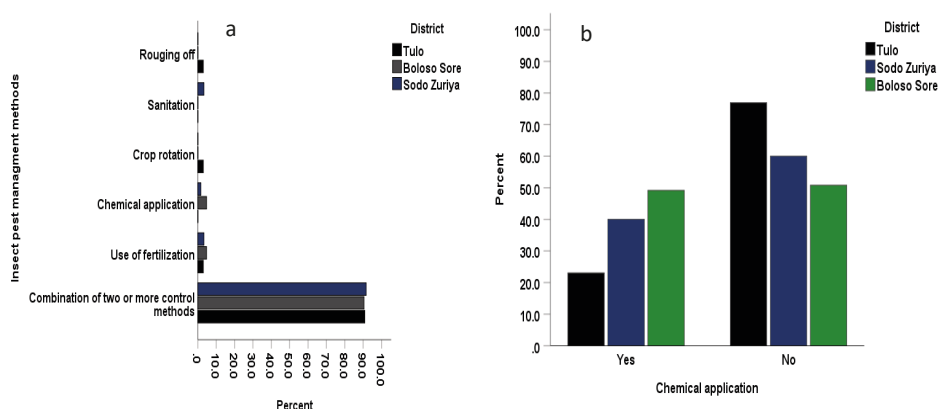 a
District
Tulo
Boloso Sore
Sodo Zuriya
Insect pest managment methods
Rouging off
Sanitation
Crop rotation
Chemical application
Use of fertilization
Combination of two or more control
methods
.0
10.0
20.0
30.0
40.0
50.0
60.0
70.0
80.0
90.0
100.0
Percent
b
District
Tulo
Sodo Zuriya
Boloso Sore
Percent
100.0
90.0
80.0
70.0
60.0
50.0
40.0
30.0
20.0
10.0
.0
Yes
No
Chemical application